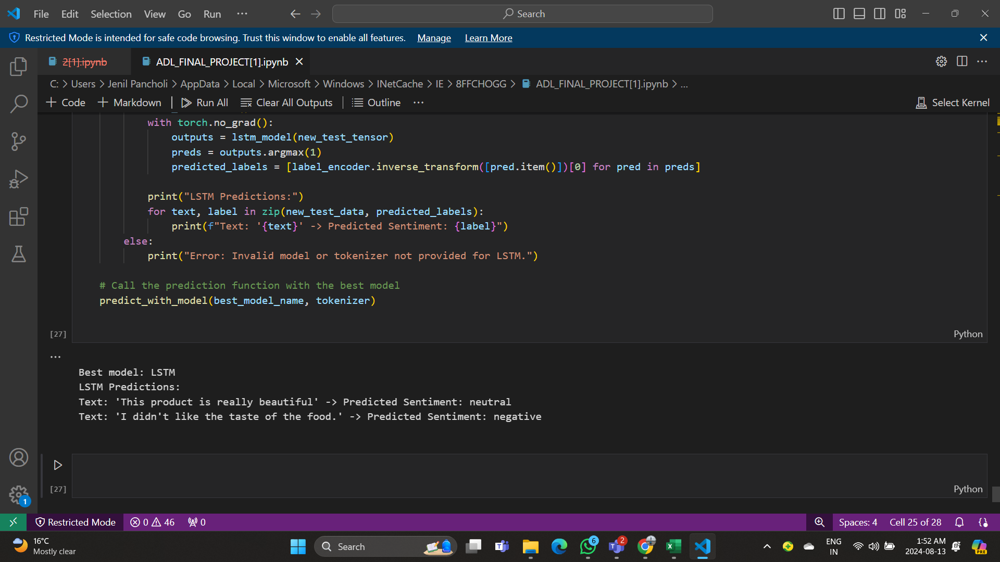 File Edit Selection View Go Run ··· Search
Restricted Mode is intended for safe code browsing. Trust this window to enable all features. Manage Learn More
2[1].ipynb ADL_FINAL_PROJECT[1].ipynb
C: > Users > Jenil Pancholi > AppData > Local > Microsoft > Windows > INetCache > IE > 8FFCHOGG > ADL_FINAL_PROJECT[1].ipynb > ...
+ Code + Markdown Run All Clear All Outputs Outline ··· Select Kernel
with torch.no_grad():
outputs = lstm_model(new_test_tensor)
preds = outputs.argmax(1)
predicted_labels = [label_encoder.inverse_transform([pred.item()])[0] for pred in preds]
print("LSTM Predictions:")
for text, label in zip(new_test_data, predicted_labels):
print(f"Text: '{text}' -> Predicted Sentiment: {label}")
else:
print("Error: Invalid model or tokenizer not provided for LSTM.")
# Call the prediction function with the best model
predict_with_model(best_model_name, tokenizer)
[27] Python
...
Best model: LSTM
LSTM Predictions:
Text: 'This product is really beautiful' -> Predicted Sentiment: neutral
Text: 'I didn't like the taste of the food.' -> Predicted Sentiment: negative
[27] Python
1
Restricted Mode 0 46 0 Spaces: 4 Cell 25 of 28
16°C
Mostly clear
Search
6
2
PRE
ENG
IN
1:52 AM
2024-08-13